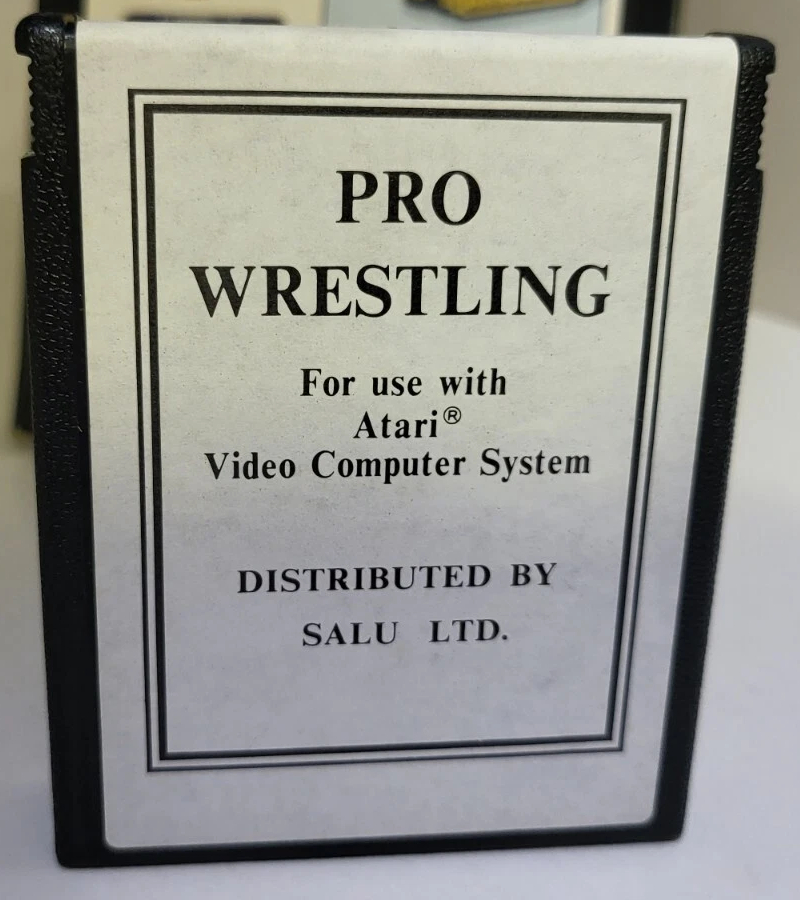 PRO
WRESTLING
For use with
Atari®
Video Computer System
DISTRIBUTED BY
SALU LTD.